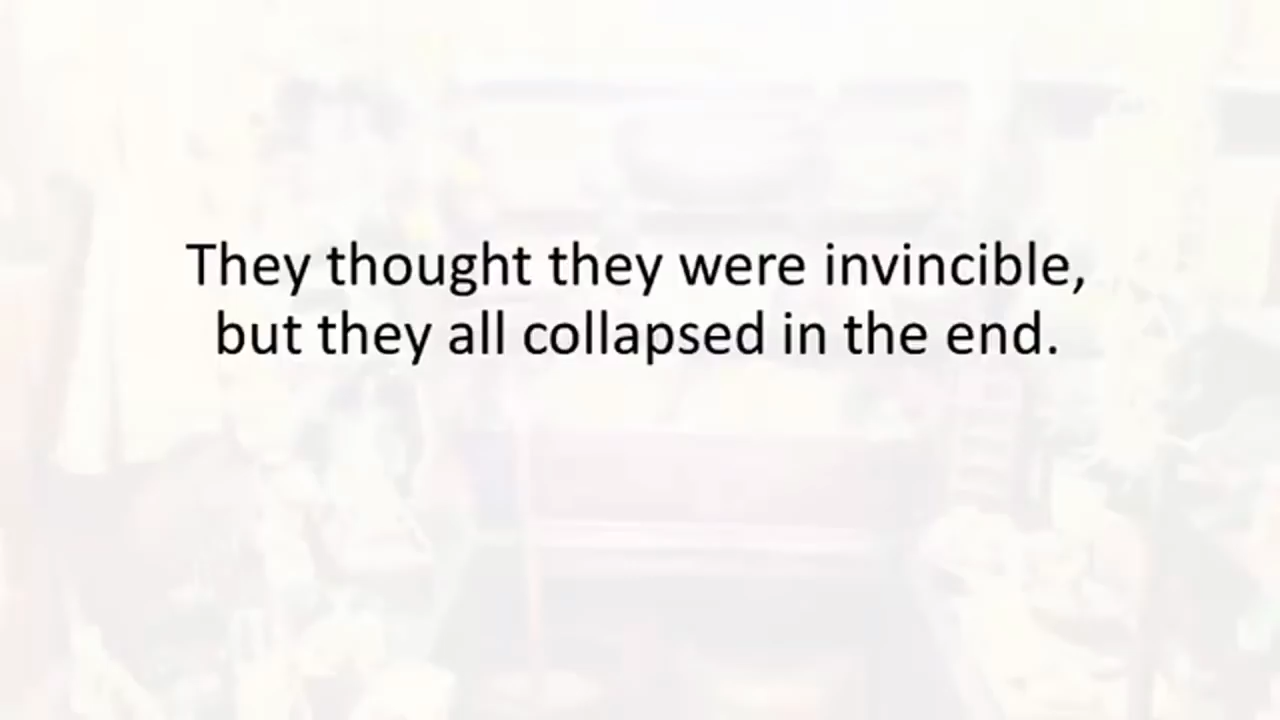 They thought they were invincible,
but they all collapsed in the end.